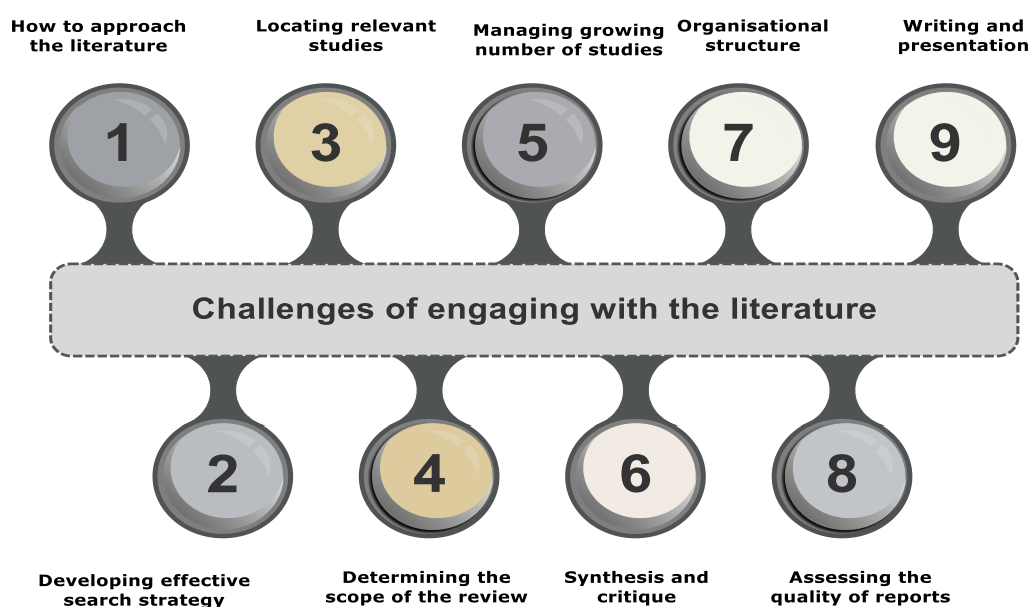 How to approach
the literature
Locating relevant
studies
Managing growing
number of studies
Organisational
structure
Writing and
presentation
1
3
5
7
9
Challenges of engaging with the literature
2
4
6
8
Developing effective
search strategy
Determining the
scope of the review
Synthesis and
critique
Assessing the
quality of reports